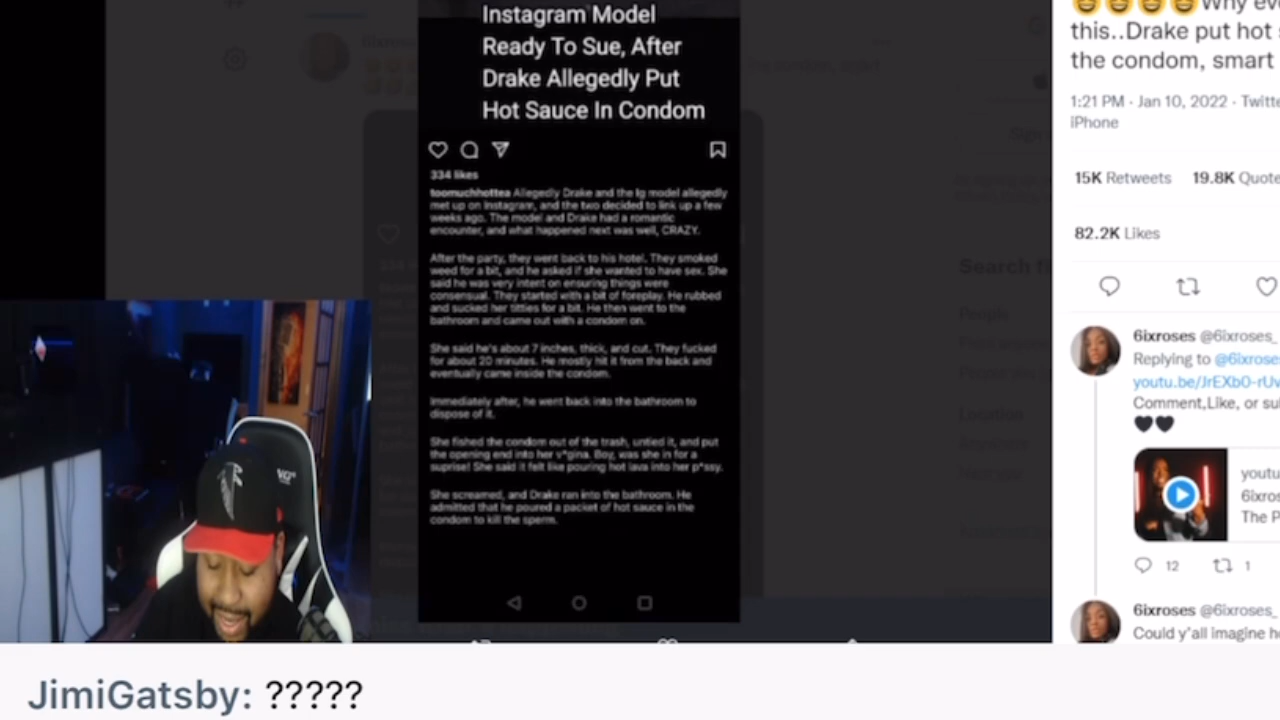 Instagram Model
Ready To Sue, After
Drake Allegedly Put
Hot Sauce In Condom
334 likes
toomuchhottea Allegedly Drake and the Ig model allegedly
met up on Instagram, and the two decided to link up a few
weeks ago. The model and Drake had a romantic
encounter, and what happened next was well, CRAZY.
After the party, they went back to his hotel. They smoked
weed for a bit, and he asked if she wanted to have sex. She
said he was very intent on ensuring things were
consensual. They started with a bit of foreplay. He rubbed
and sucked her titties for a bit. He then went to the
bathroom and came out with a condom on.
She said he's about 7 inches, thick, and cut. They fucked
for about 20 minutes. He mostly hit it from the back and
eventually came inside the condom.
Immediately after, he went back into the bathroom to
dispose of it.
She fished the condom out of the trash, untied it, and put
the opening end into her v*gina. Boy, was she in for a
suprise! She said it felt like pouring hot lava into her p*ssy.
She screamed, and Drake ran into the bathroom. He
admitted that he poured a packet of hot sauce in the
condom to kill the sperm.
Why eve
this..Drake put hot s
the condom, smart
1:21 PM · Jan 10, 2022 · Twitte
iPhone
15K Retweets 19.8K Quote
82.2K Likes
6ixroses @6ixroses_
Replying to @6ixrose
youtu.be/JrEXb0-rUv
Comment,Like, or su
youtu
6ixros
The P
12 1
6ixroses @6ixroses_
Could y'all imagine h
JimiGatsby: ?????